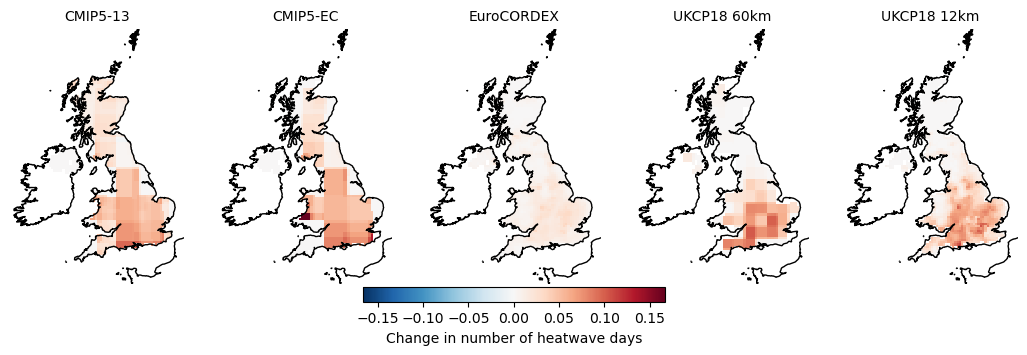 CMIP5-13 CMIP5-EC EuroCORDEX UKCP18 60km UKCP18 12km
−0.15 −0.10 −0.05 0.00 0.05 0.10 0.15
Change in number of heatwave days